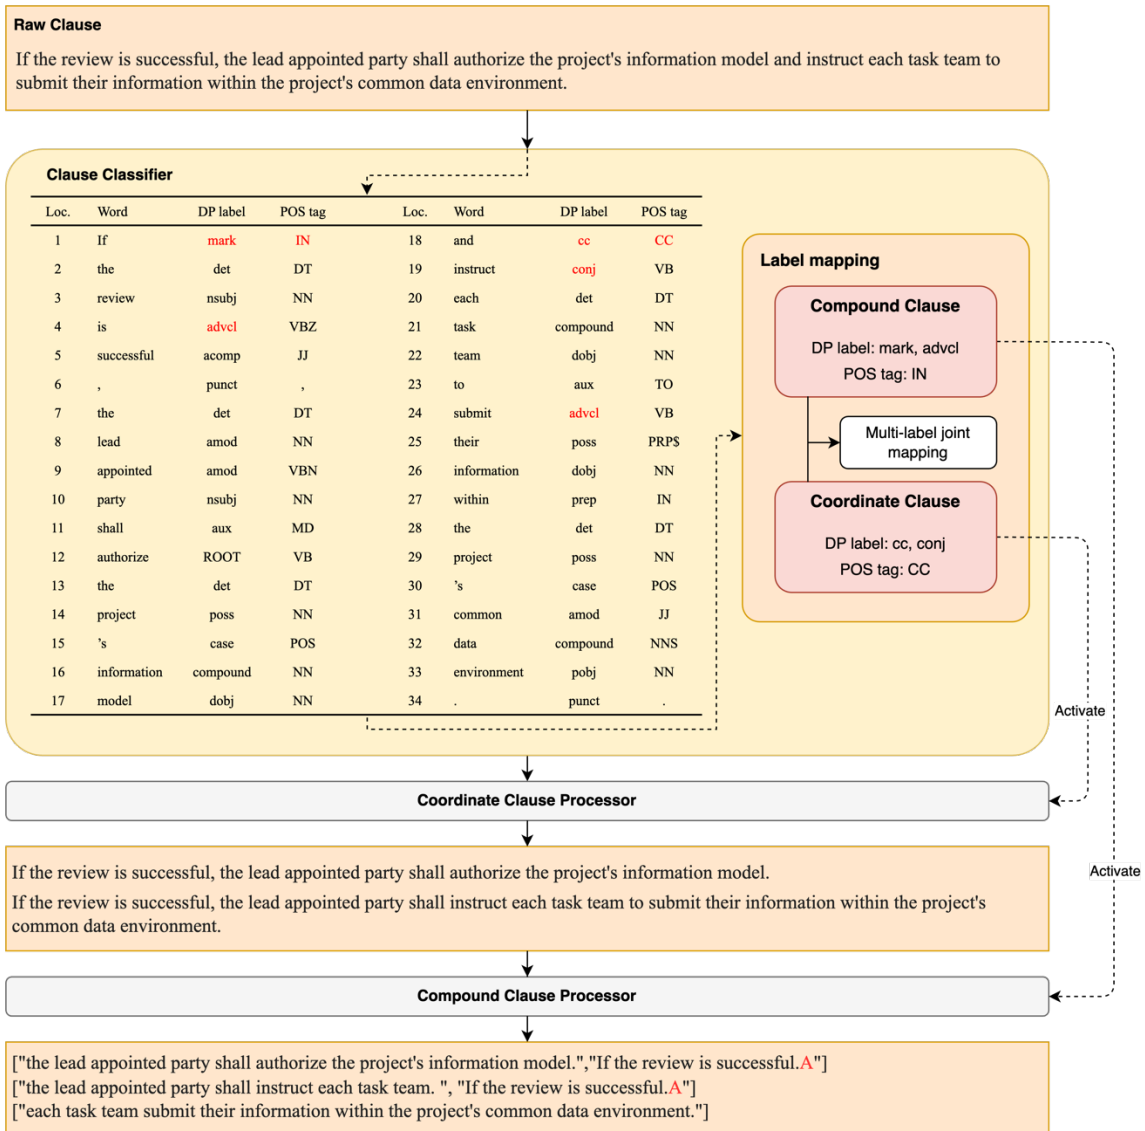 Raw Clause
If the review is successful, the lead appointed party shall authorize the project's information model and instruct each task team to
submit their information within the project's common data environment.
Clause Classifier
Loc. Word DP label POS tag Loc. Word DP label POS tag
1 If mark IN 18 and cc CC
2 the det DT 19 instruct conj VB
3 review nsubj NN 20 each det DT
4 is advcl VBZ 21 task compound NN
5 successful acomp JJ 22 team dobj NN
6 , punct , 23 to aux TO
7 the det DT 24 submit advcl VB
8 lead amod NN 25 their poss PRP$
9 appointed amod VBN 26 information dobj NN
10 party nsubj NN 27 within prep IN
11 shall aux MD 28 the det DT
12 authorize ROOT VB 29 project poss NN
13 the det DT 30 's case POS
14 project poss NN 31 common amod JJ
15 's case POS 32 data compound NNS
16 information compound NN 33 environment pobj NN
17 model dobj NN 34 . punct .
Label mapping
Compound Clause
DP label: mark, advcl
POS tag: IN
Multi-label joint
mapping
Coordinate Clause
DP label: cc, conj
POS tag: CC
Activate
Coordinate Clause Processor
If the review is successful, the lead appointed party shall authorize the project's information model.
If the review is successful, the lead appointed party shall instruct each task team to submit their information within the project's
common data environment.
Activate
Compound Clause Processor
["the lead appointed party shall authorize the project's information model.","If the review is successful.A"]
["the lead appointed party shall instruct each task team. ", "If the review is successful.A"]
["each task team submit their information within the project's common data environment."]